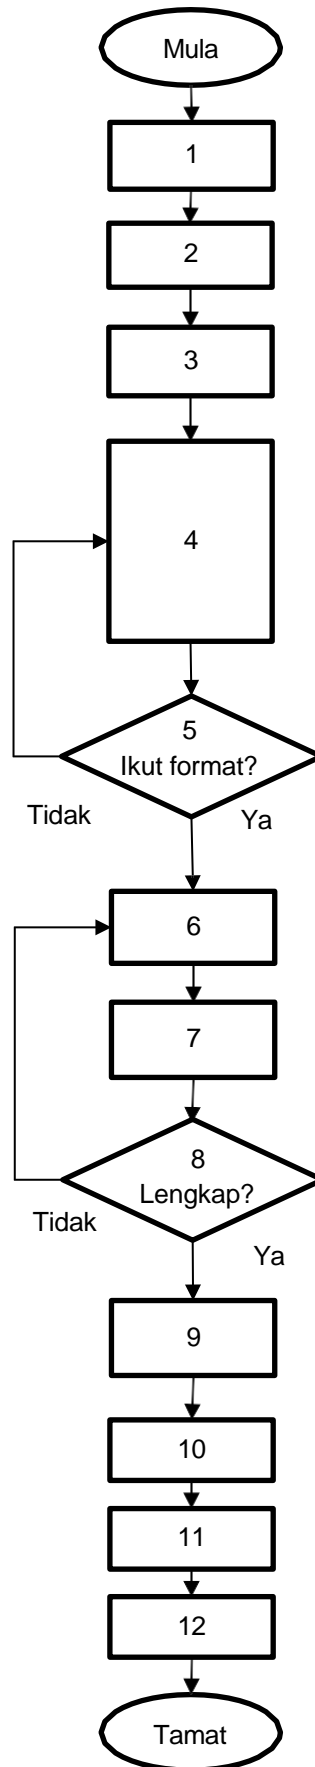 Mula
1
2
3
4
5
Ikut format?
Tidak
Ya
6
7
8
Lengkap?
Tidak
Ya
9
10
11
12
Tamat